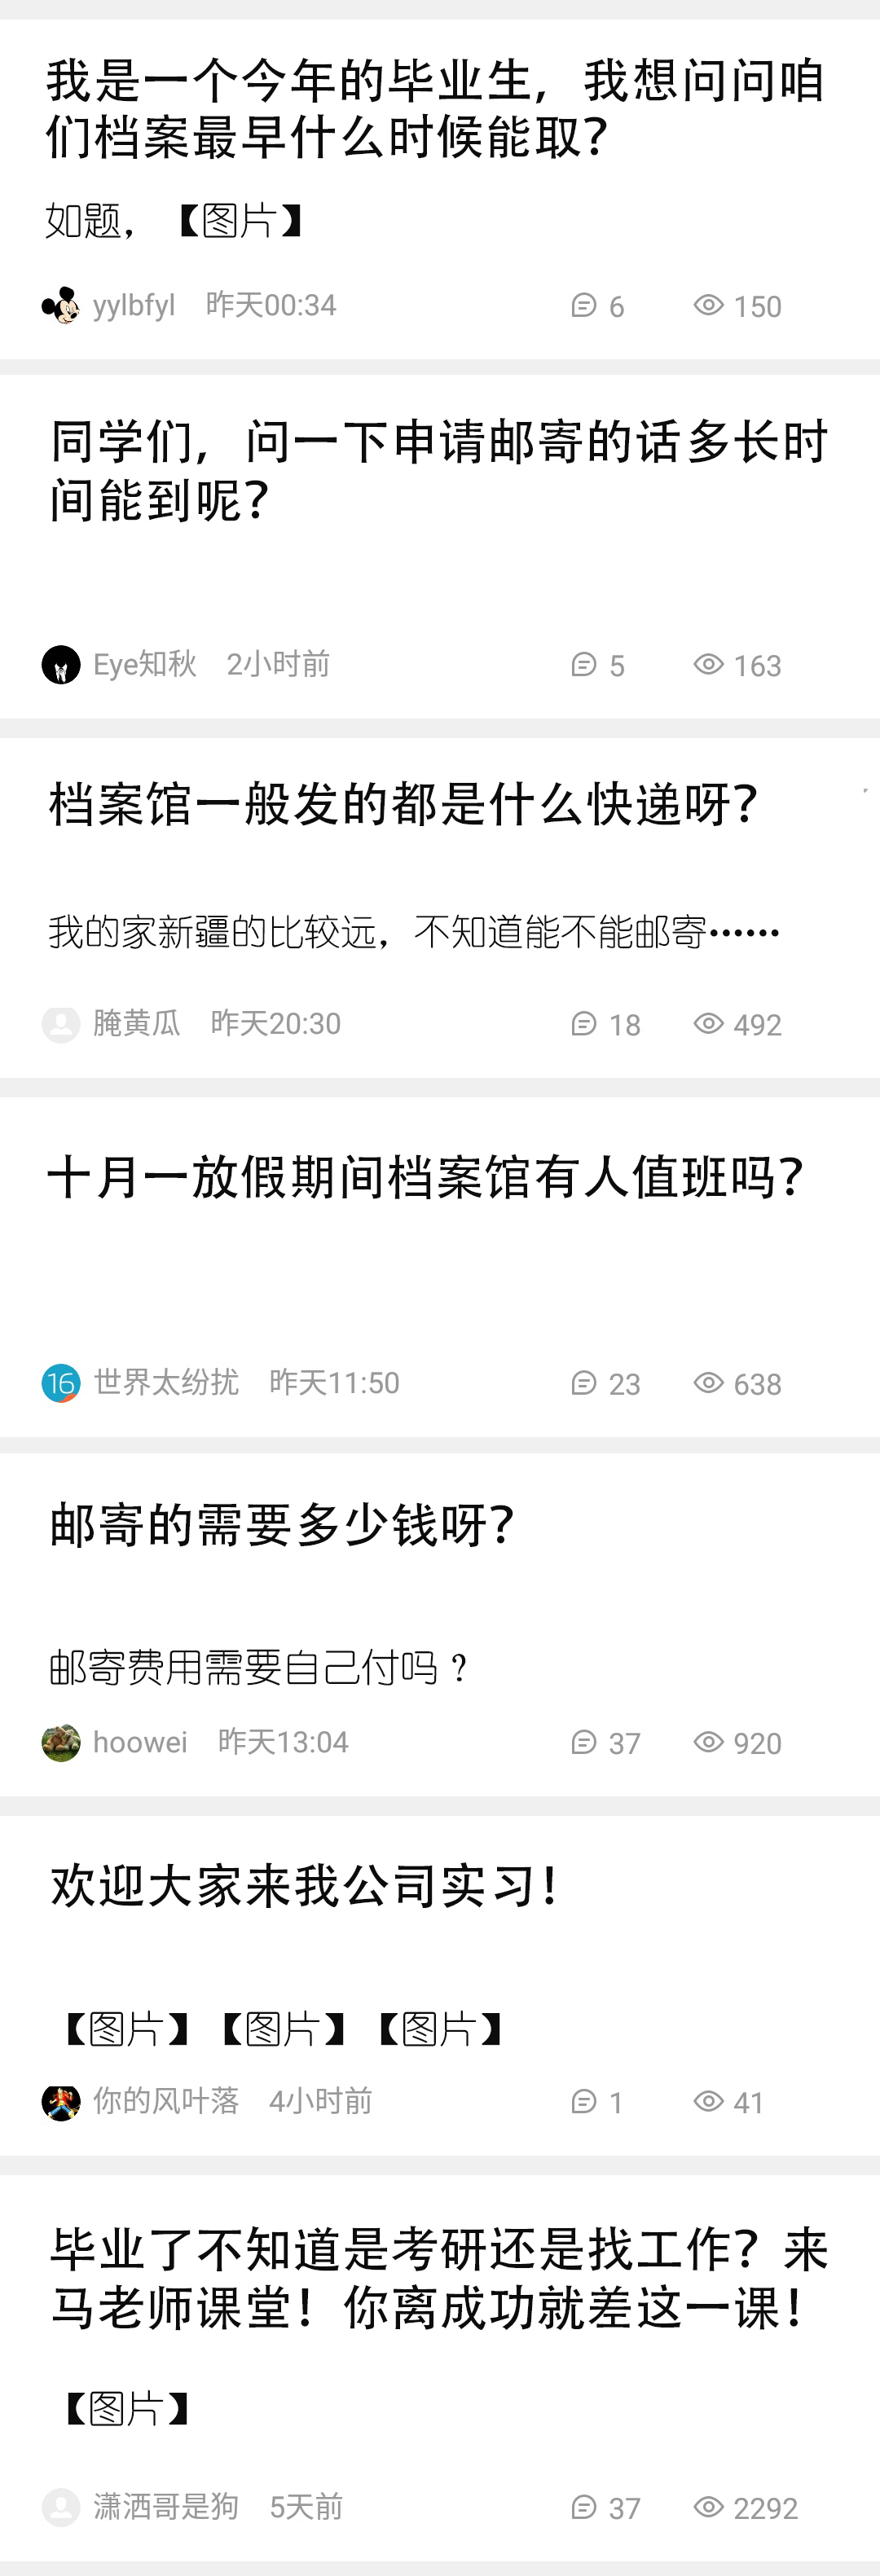 我是一个今年的毕业生，我想问问咱
们档案最早什么时候能取？
如题，【图片】
yylbfyl 昨天00:34 6 150
同学们，问一下申请邮寄的话多长时
间能到呢？
Eye知秋 2小时前 5 163
档案馆一般发的都是什么快递呀？
我的家新疆的比较远，不知道能不能邮寄……
腌黄瓜 昨天20:30 18 492
十月一放假期间档案馆有人值班吗？
16 世界太纷扰 昨天11:50 23 638
邮寄的需要多少钱呀？
邮寄费用需要自己付吗？
hoowei 昨天13:04 37 920
欢迎大家来我公司实习！
【图片】【图片】【图片】
你的风叶落 4小时前 1 41
毕业了不知道是考研还是找工作？来
马老师课堂！你离成功就差这一课！
【图片】
潇洒哥是狗 5天前 37 2292